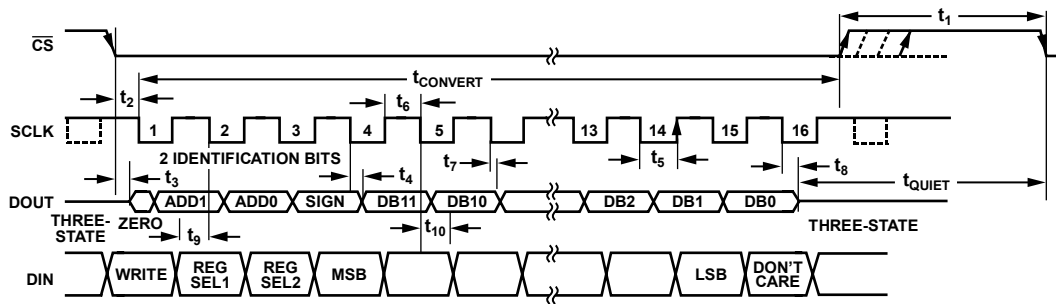 t1
CS
tCONVERT
t2
t6
SCLK
1 2 3 4 5 13 14 15 16
2 IDENTIFICATION BITS
t7
t5
t8
t3
t4
tQUIET
DOUT
ADD1 ADD0 SIGN DB11 DB10 DB2 DB1 DB0
THREE-STATE
ZERO
THREE-STATE
t9
t10
DIN
WRITE
REG SEL1
REG SEL2
MSB
LSB
DON'T CARE